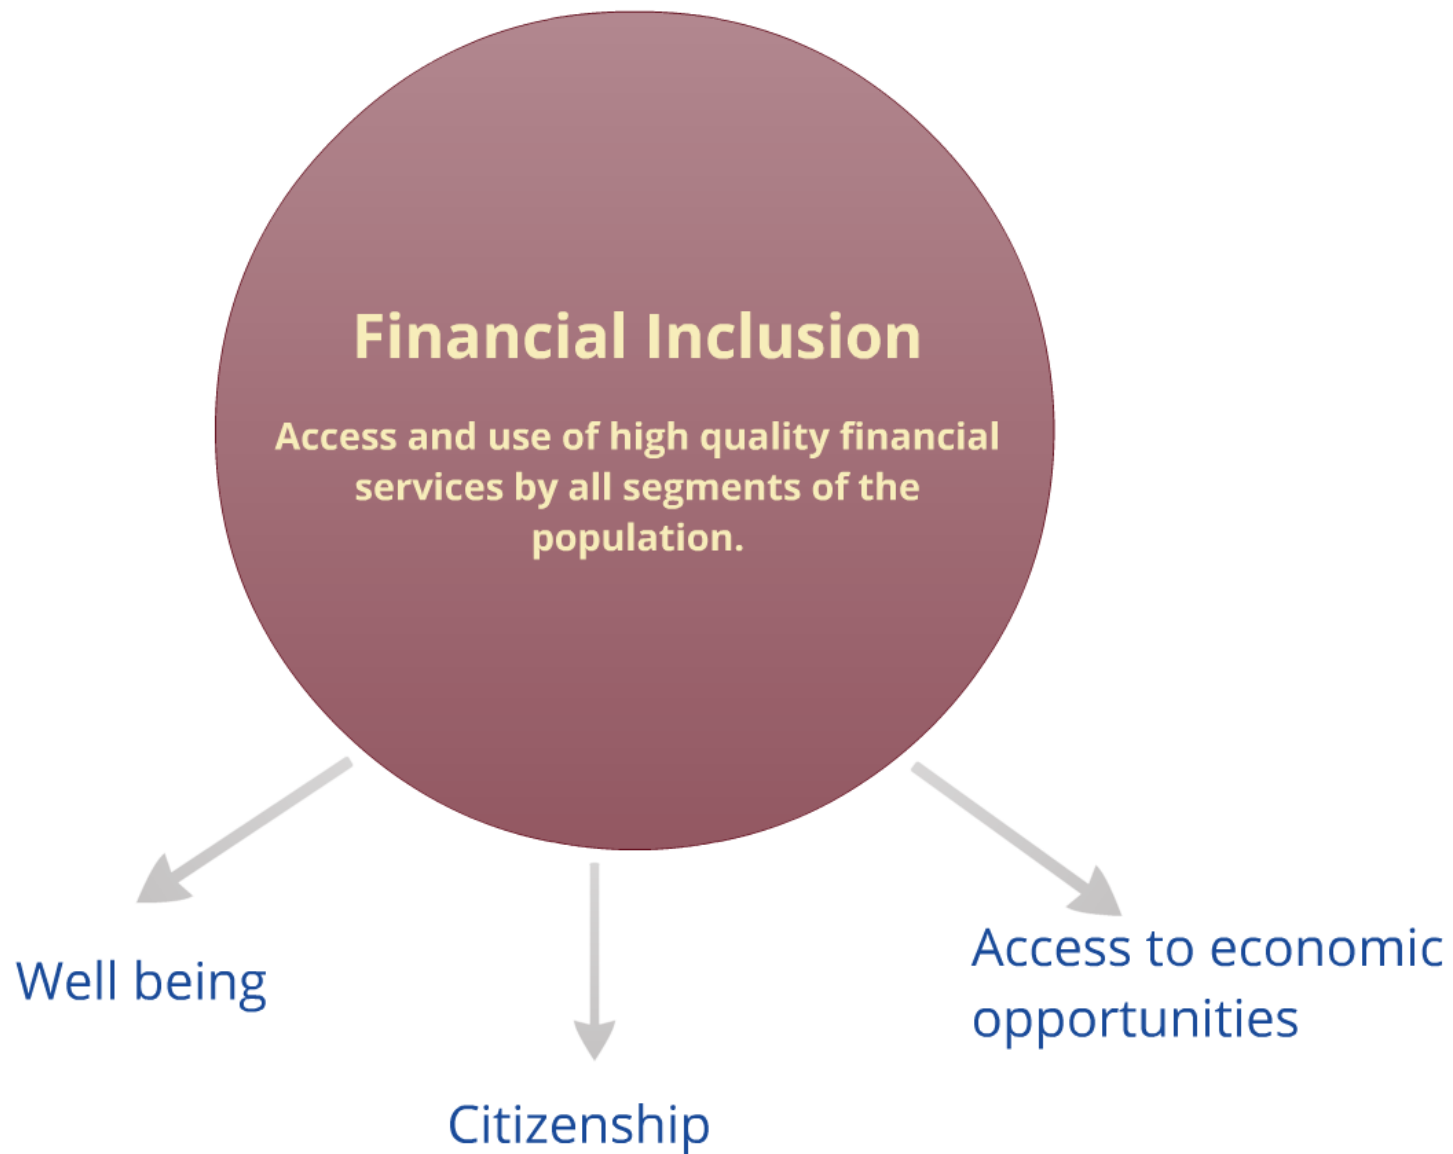 Financial Inclusion
Access and use of high quality financial
services by all segments of the
population.
Well being
Citizenship
Access to economic
opportunities